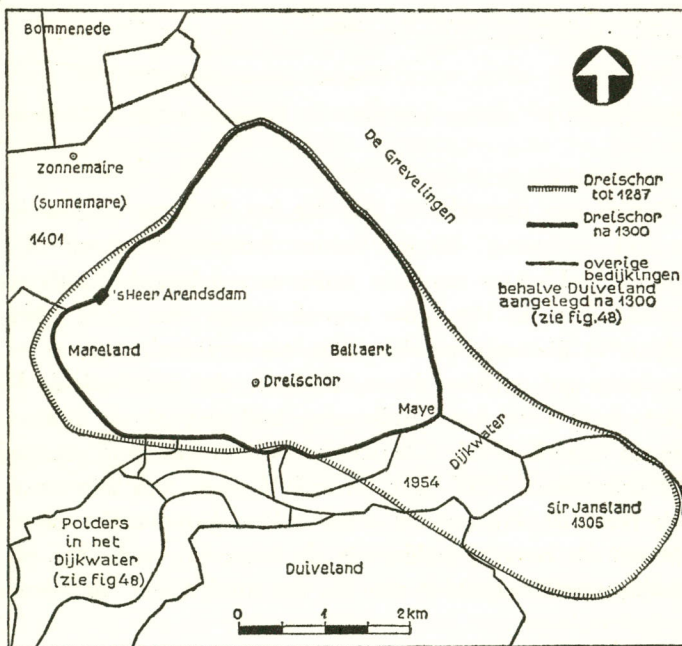 Bommenede
Zonnemaire
(Sunnemare)
1401
De Grevelingen
Dreischor
tot 1287
Dreischor
na 1300
overige
bedijkingen
behalve Duiveland
aangelegd na 1300
(zie fig.48)
'sHeer Arendsdam
Mareland
Bellaert
Dreischor
Maye
Dijkwater
1954
Sir Jansland
1305
Polders
in het
Dijkwater
(zie fig 48)
Duiveland
0 1 2km